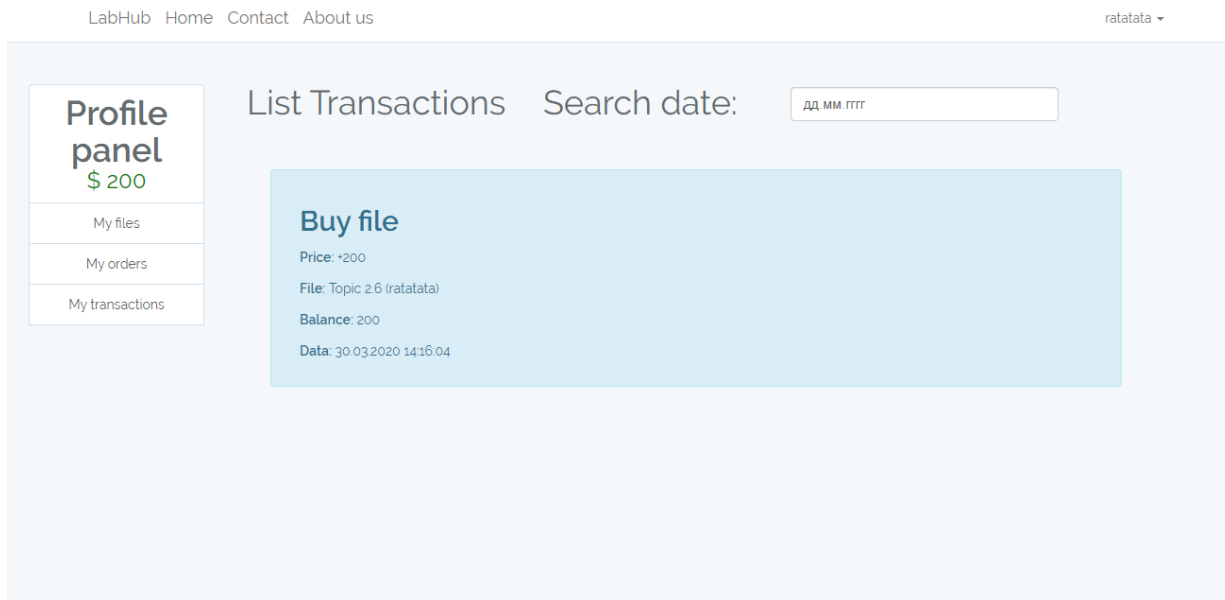 LabHub Home Contact About us
ratatata
Profile
panel
$ 200
My files
My orders
My transactions
List Transactions
Search date:
дд.мм.гггг
Buy file
Price: +200
File: Topic 2.6 (ratatata)
Balance: 200
Data: 30.03.2020 14:16:04